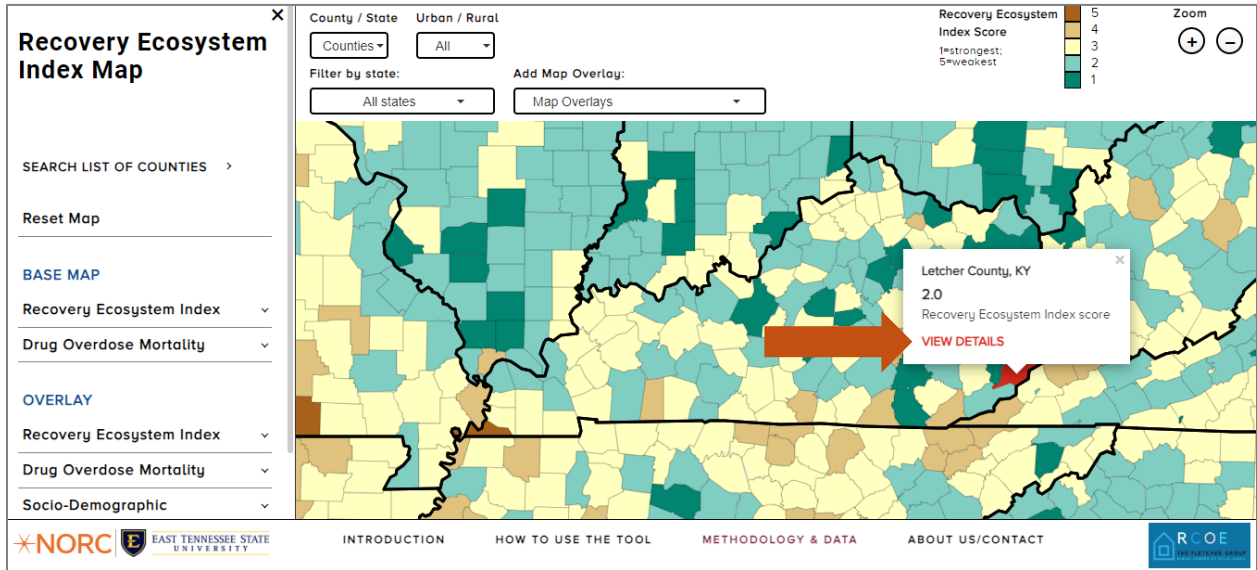 ×
Recovery Ecosystem
Index Map
SEARCH LIST OF COUNTIES >
Reset Map
BASE MAP
Recovery Ecosystem Index
Drug Overdose Mortality
OVERLAY
Recovery Ecosystem Index
Drug Overdose Mortality
Socio-Demographic
County / State Urban / Rural
Counties All
Filter by state: Add Map Overlay:
All states Map Overlays
Recovery Ecosystem
Index Score
1=strongest;
5=weakest
5
4
3
2
1
Zoom
+ −
×
Letcher County, KY
2.0
Recovery Ecosystem Index score
VIEW DETAILS
NORC
E
EAST TENNESSEE STATE
UNIVERSITY
INTRODUCTION HOW TO USE THE TOOL METHODOLOGY & DATA ABOUT US/CONTACT
RCOE
THE FLETCHER GROUP